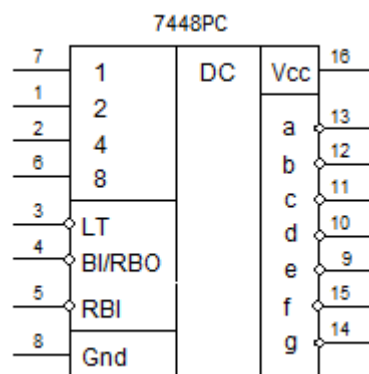 7448PC
7 1 DC Vcc 16
1 2
2 4 a 13
6 8 b 12
c 11
3 LT d 10
4 BI/RBO e 9
5 RBI f 15
8 Gnd g 14